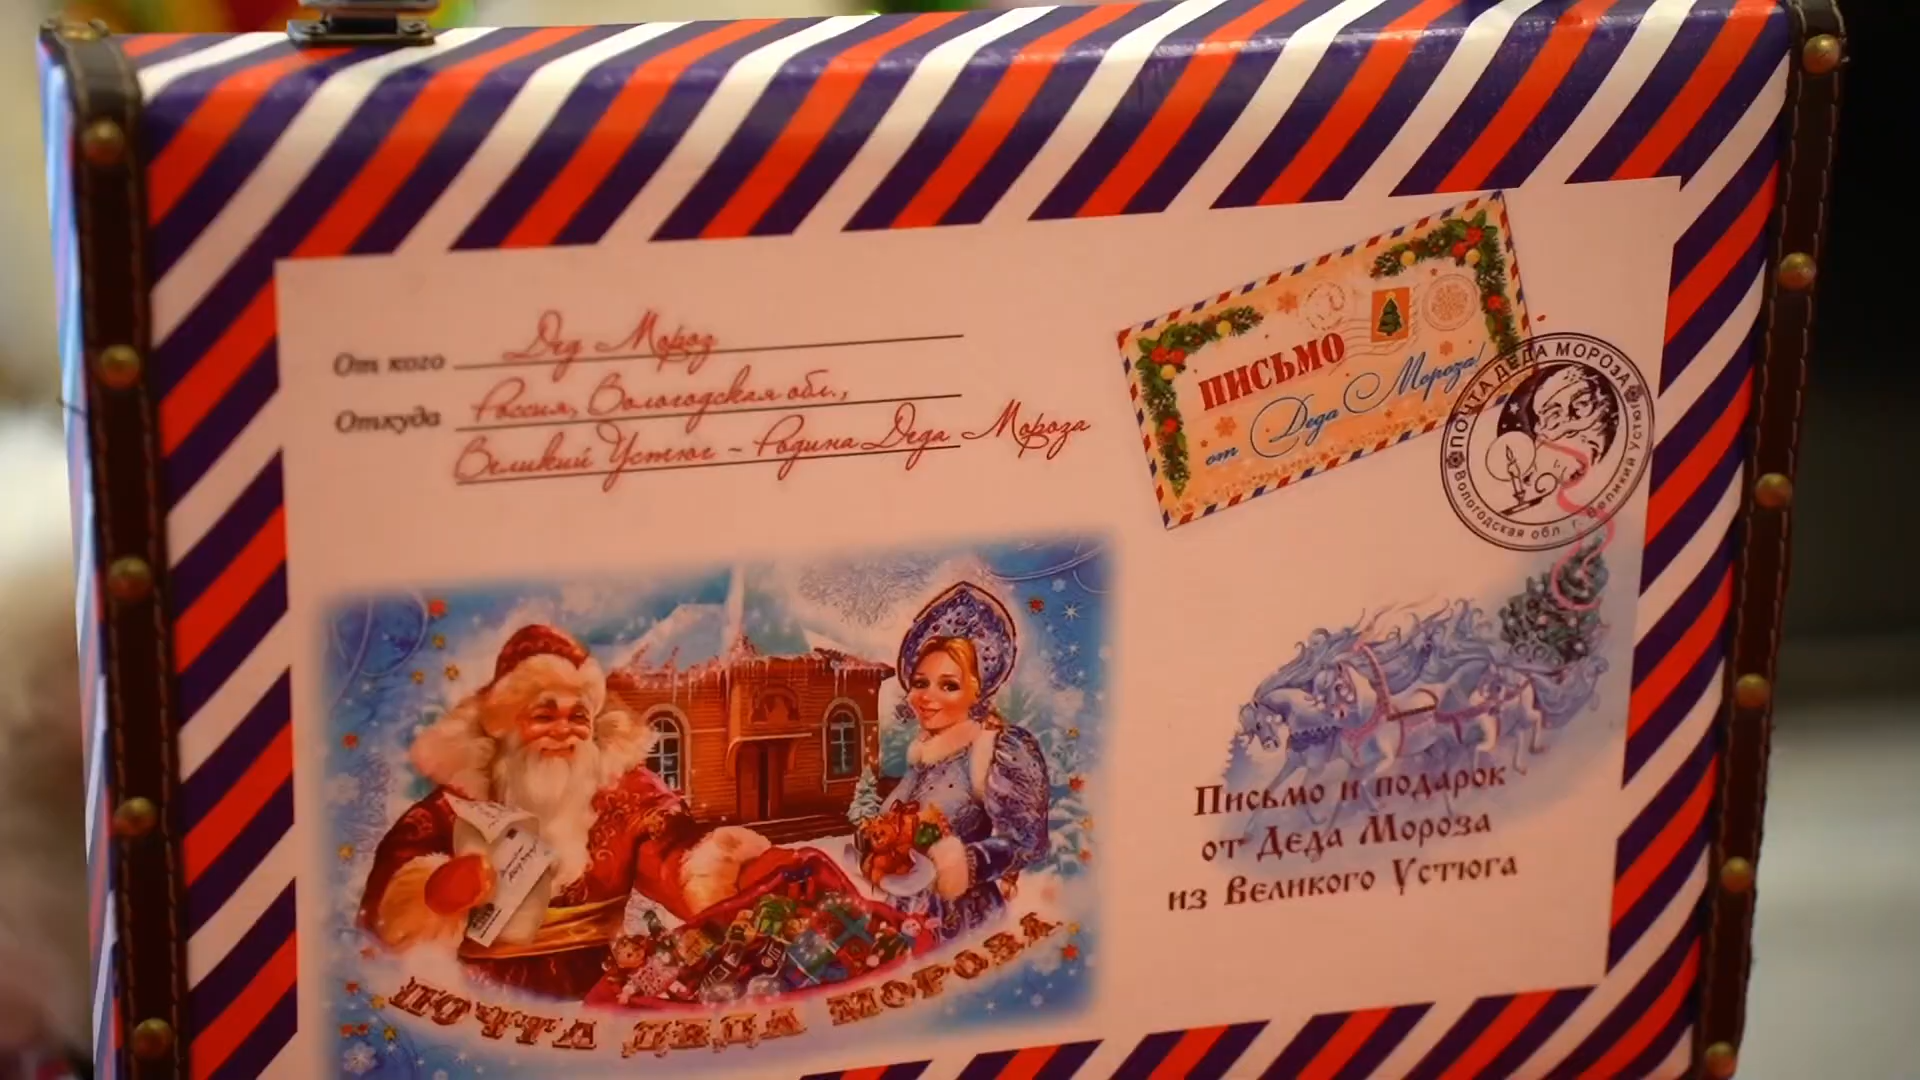 От кого Дед Мороз
Откуда Россия, Вологодская обл.,
Великий Устюг - Родина Деда Мороза
ПИСЬМО
от Деда Мороза!
ПОЧТА ДЕДА МОРОЗА
Вологодская обл. г. Великий Устюг
Письмо и подарок
от Деда Мороза
из Великого Устюга
ПОЧТА ДЕДА МОРОЗА